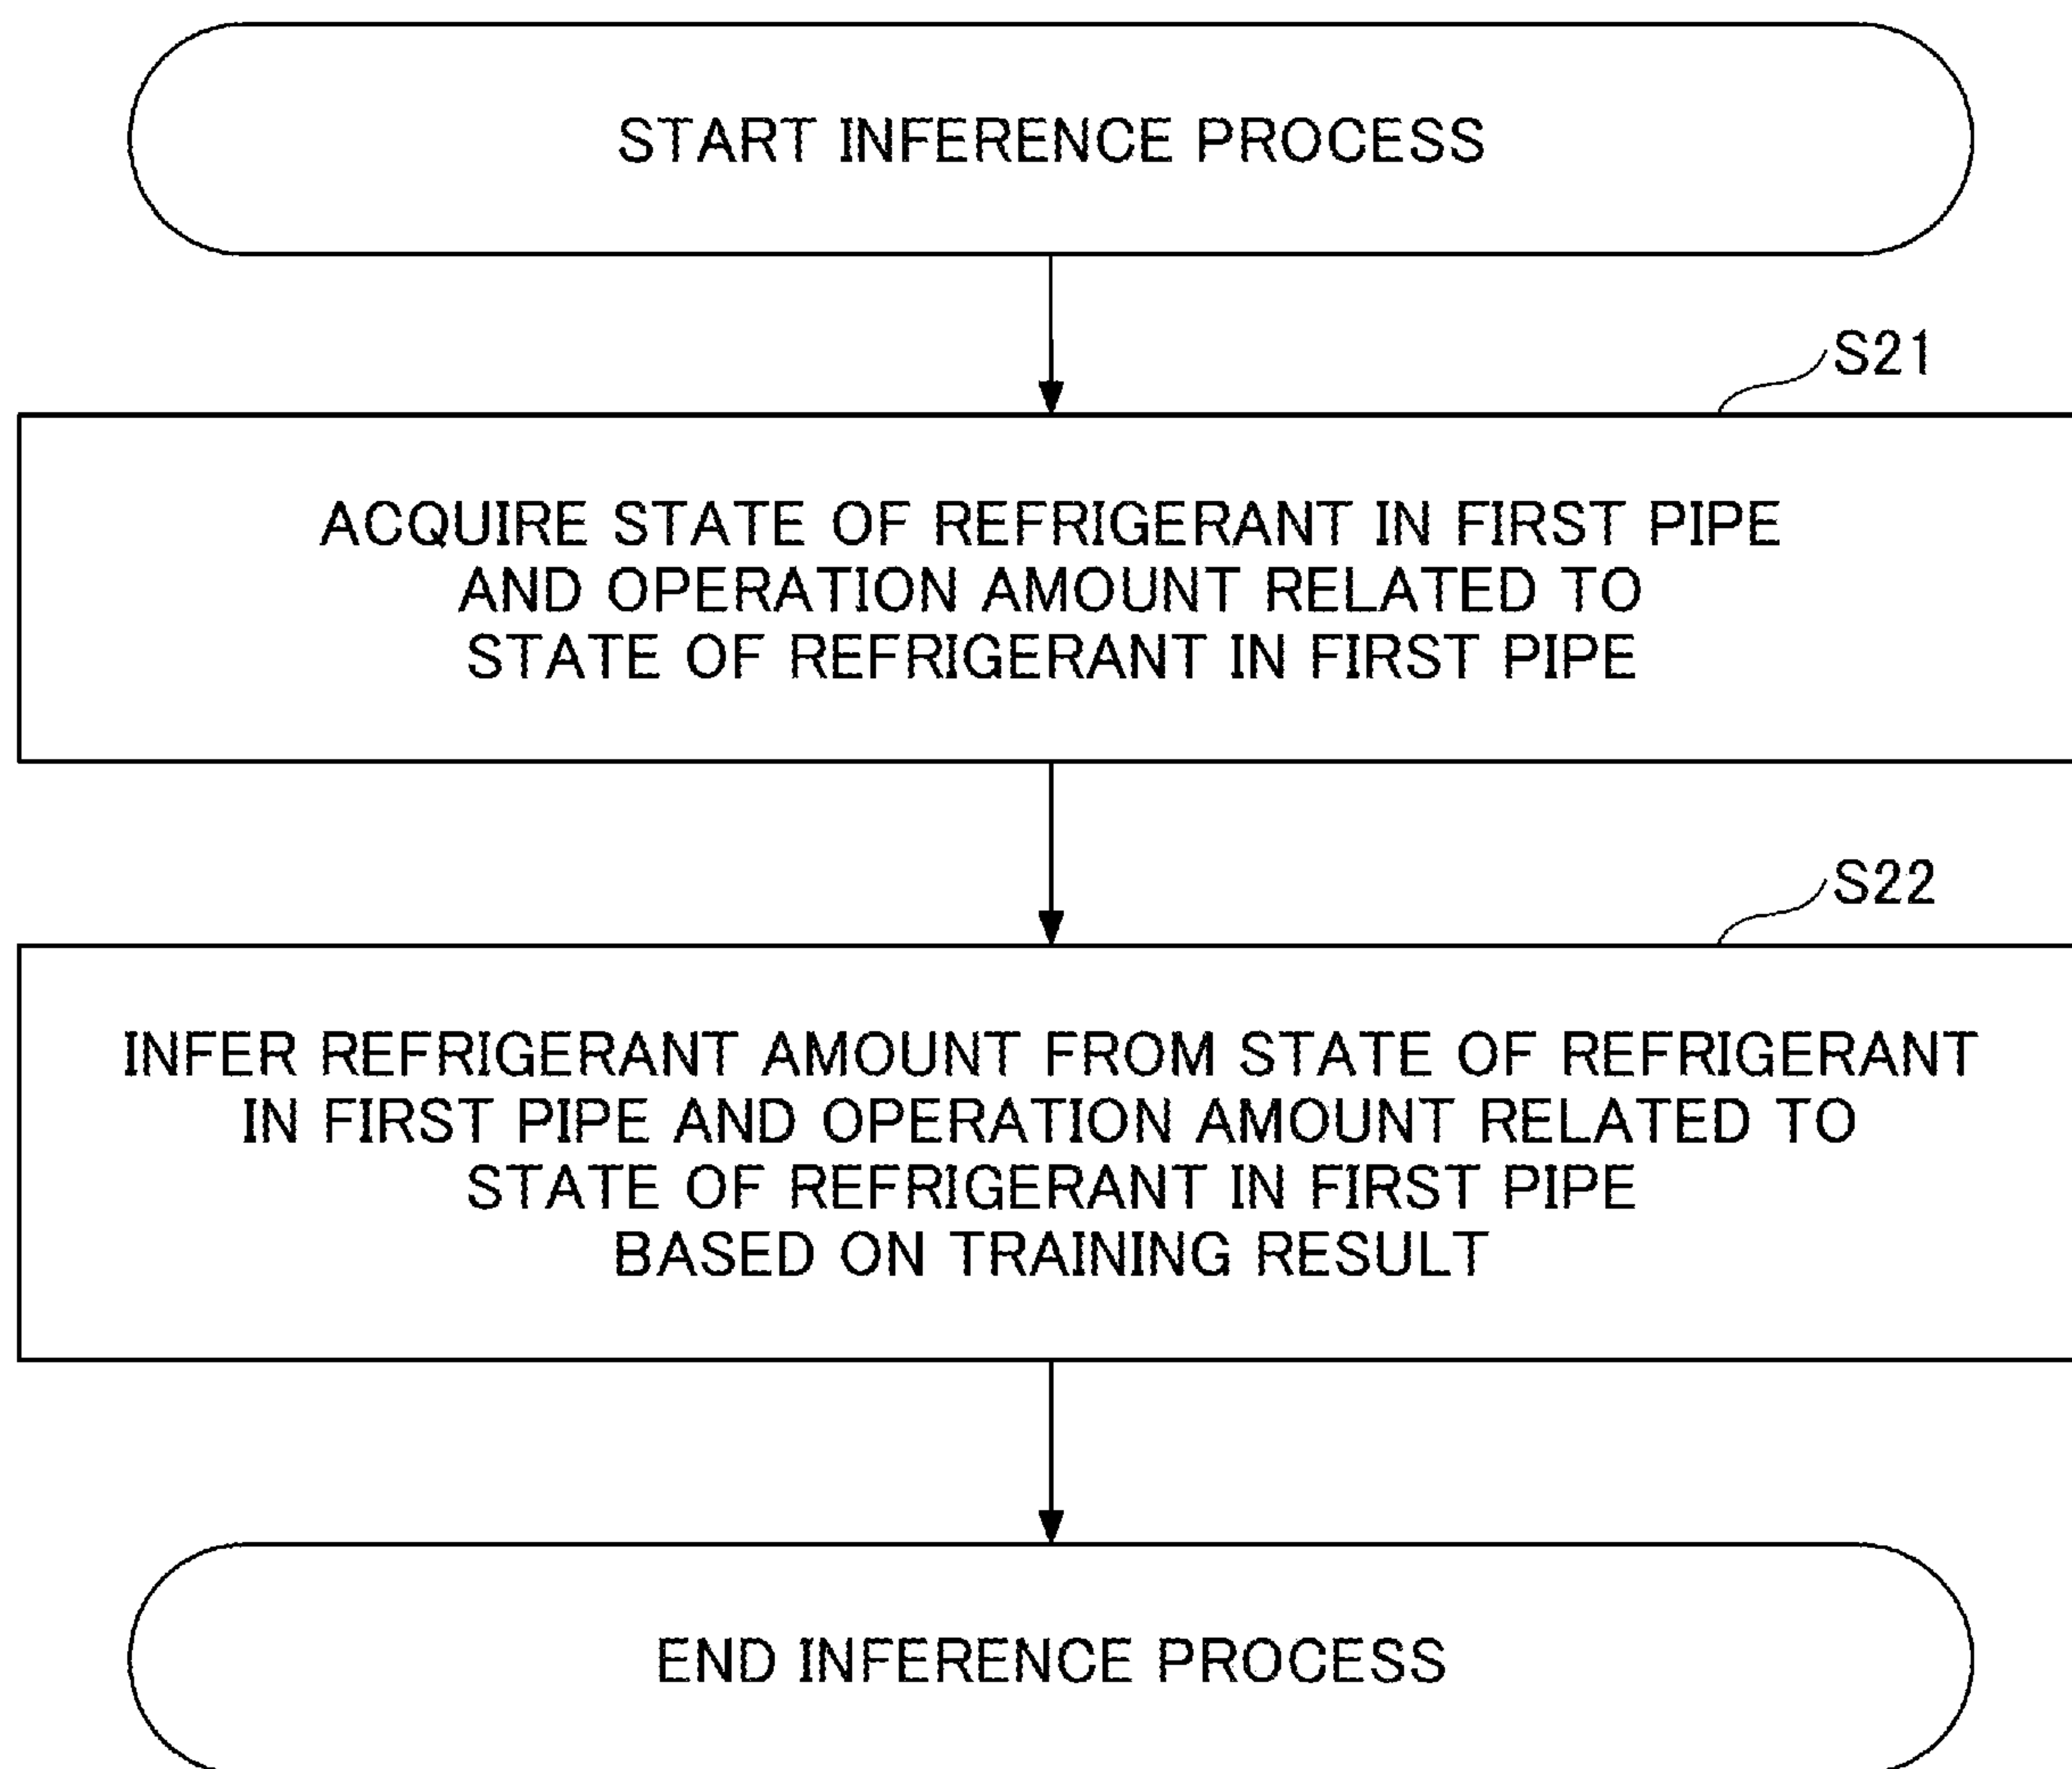 START INFERENCE PROCESS
S21
ACQUIRE STATE OF REFRIGERANT IN FIRST PIPE
AND OPERATION AMOUNT RELATED TO
STATE OF REFRIGERANT IN FIRST PIPE
S22
INFER REFRIGERANT AMOUNT FROM STATE OF REFRIGERANT
IN FIRST PIPE AND OPERATION AMOUNT RELATED TO
STATE OF REFRIGERANT IN FIRST PIPE
BASED ON TRAINING RESULT
END INFERENCE PROCESS